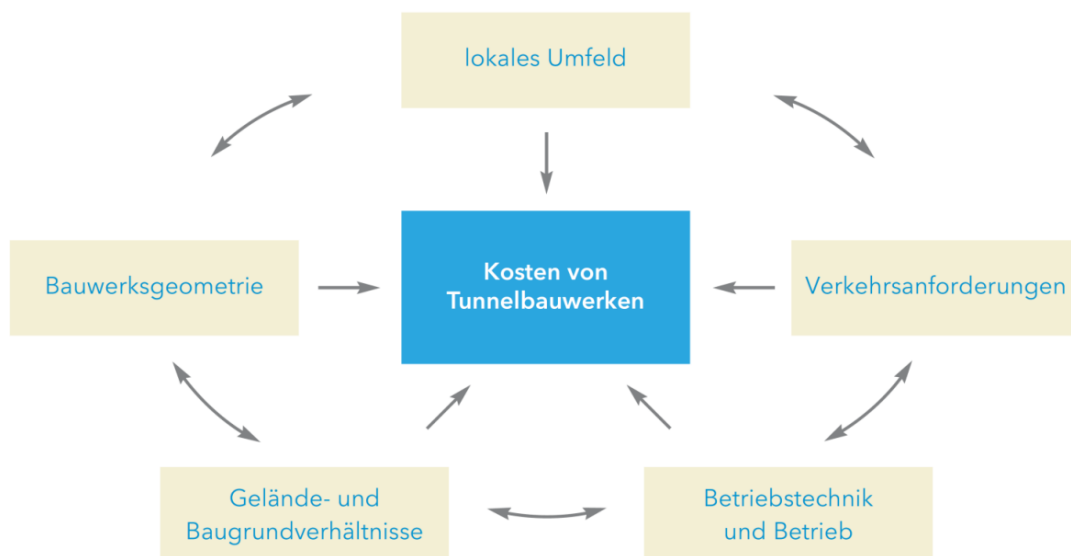 lokales Umfeld
Bauwerksgeometrie
Kosten von
Tunnelbauwerken
Verkehrsanforderungen
Gelände- und
Baugrundverhältnisse
Betriebstechnik
und Betrieb